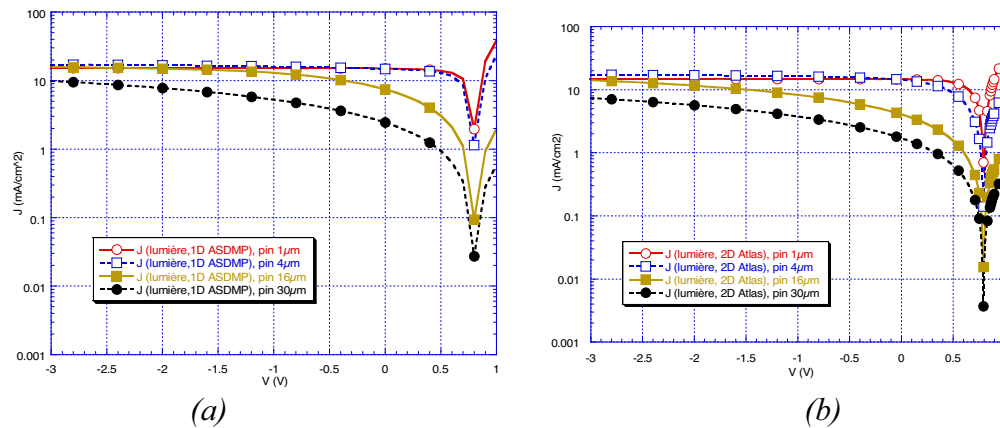 100
10
1
0.1
0.01
0.001
J (mA/cm^2)
J (lumière,1D ASDMP), pin 1µm
J (lumière,1D ASDMP), pin 4µm
J (lumière,1D ASDMP), pin 16µm
J (lumière,1D ASDMP), pin 30µm
-3 -2.5 -2 -1.5 -1 -0.5 0 0.5 1
V (V)
(a)
100
10
1
0.1
0.01
0.001
J (mA/cm2)
J (lumière, 2D Atlas), pin 1µm
J (lumière, 2D Atlas), pin 4µm
J (lumière, 2D Atlas), pin 16µm
J (lumière, 2D Atlas), pin 30µm
-3 -2.5 -2 -1.5 -1 -0.5 0 0.5
V (V)
(b)